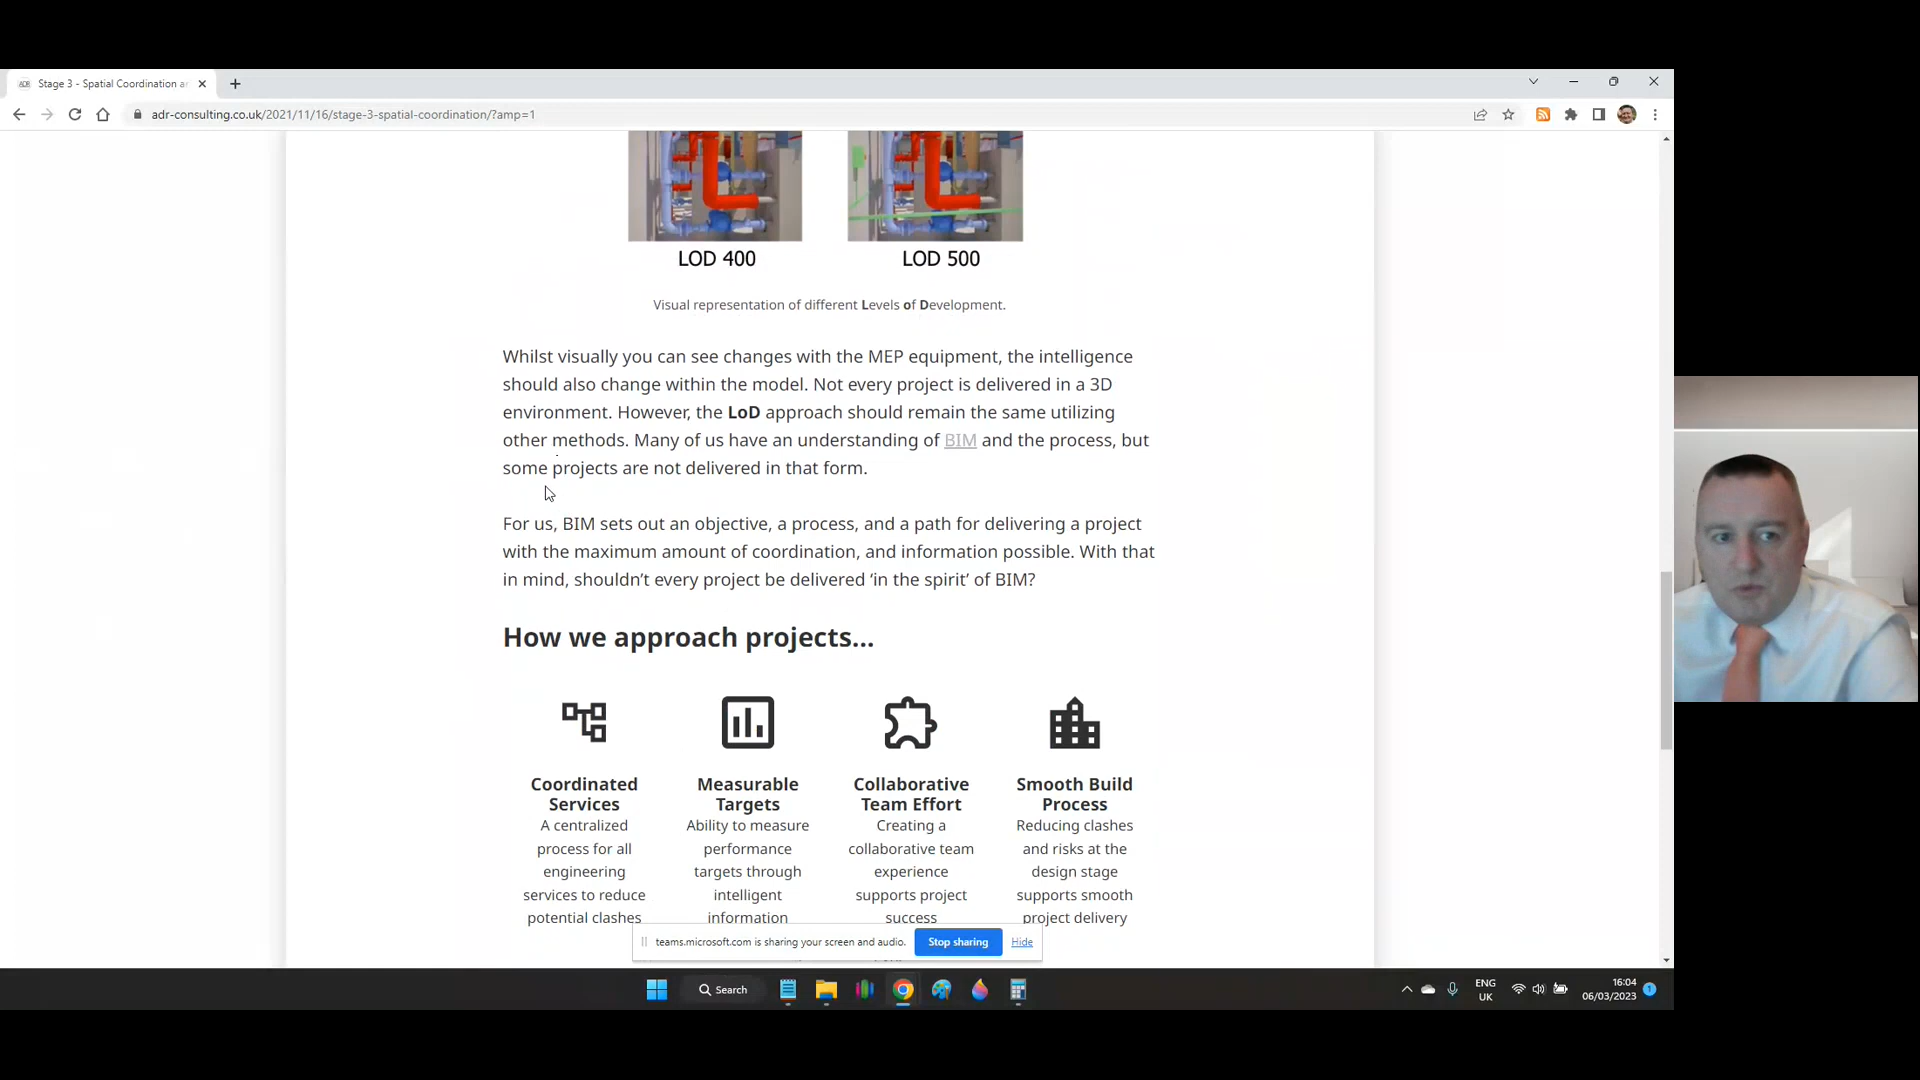 Stage 3 - Spatial Coordination a
adr-consulting.co.uk/2021/11/16/stage-3-spatial-coordination/?amp=1
LOD 400
LOD 500
Visual representation of different Levels of Development.
Whilst visually you can see changes with the MEP equipment, the intelligence
should also change within the model. Not every project is delivered in a 3D
environment. However, the LoD approach should remain the same utilizing
other methods. Many of us have an understanding of BIM and the process, but
some projects are not delivered in that form.
For us, BIM sets out an objective, a process, and a path for delivering a project
with the maximum amount of coordination, and information possible. With that
in mind, shouldn’t every project be delivered ‘in the spirit’ of BIM?
How we approach projects…
Coordinated
Services
A centralized
process for all
engineering
services to reduce
potential clashes
Measurable
Targets
Ability to measure
performance
targets through
intelligent
information
Collaborative
Team Effort
Creating a
collaborative team
experience
supports project
success
Smooth Build
Process
Reducing clashes
and risks at the
design stage
supports smooth
project delivery
teams.microsoft.com is sharing your screen and audio.
Stop sharing
Hide
Search
ENG
UK
16:04
06/03/2023
1